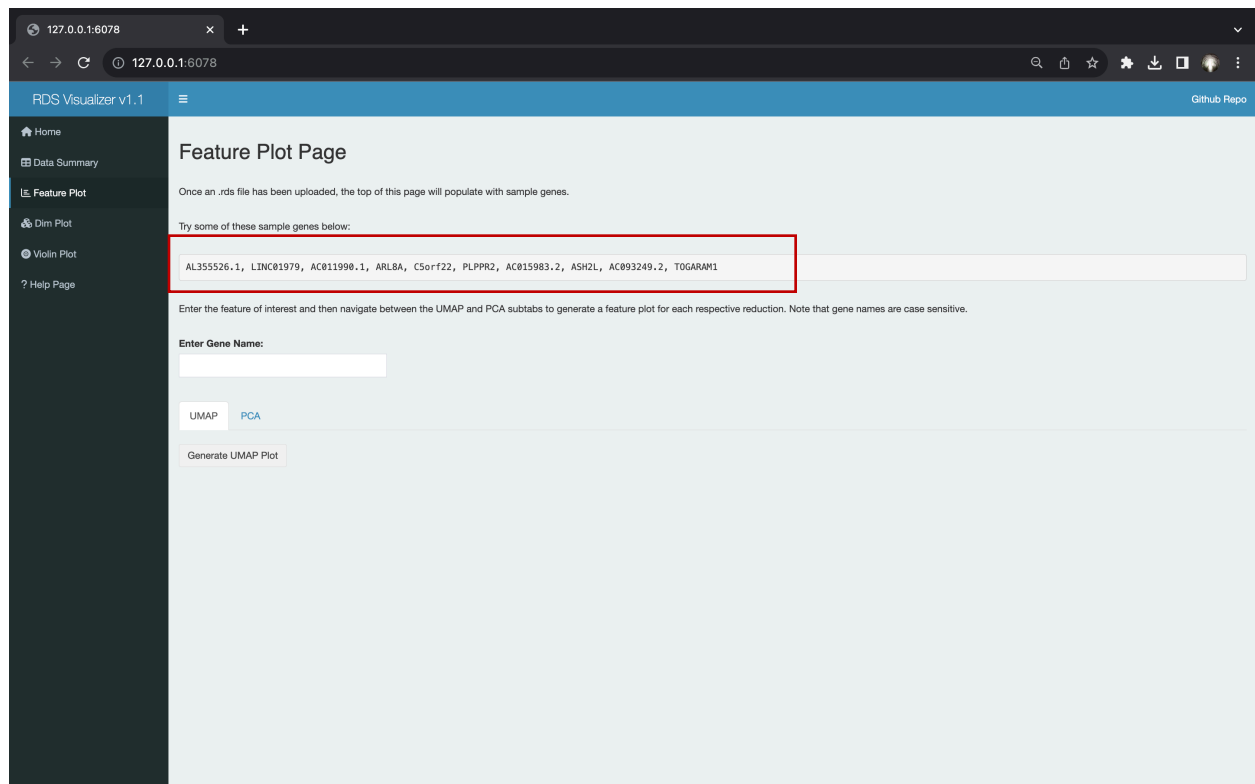 127.0.0.1:6078
127.0.0.1:6078
RDS Visualizer v1.1
Github Repo
Home
Data Summary
Feature Plot
Dim Plot
Violin Plot
? Help Page
Feature Plot Page
Once an .rds file has been uploaded, the top of this page will populate with sample genes.
Try some of these sample genes below:
AL355526.1, LINC01979, AC011990.1, ARL8A, C5orf22, PLPPR2, AC015983.2, ASH2L, AC093249.2, TOGARAM1
Enter the feature of interest and then navigate between the UMAP and PCA subtabs to generate a feature plot for each respective reduction. Note that gene names are case sensitive.
Enter Gene Name:
UMAP PCA
Generate UMAP Plot